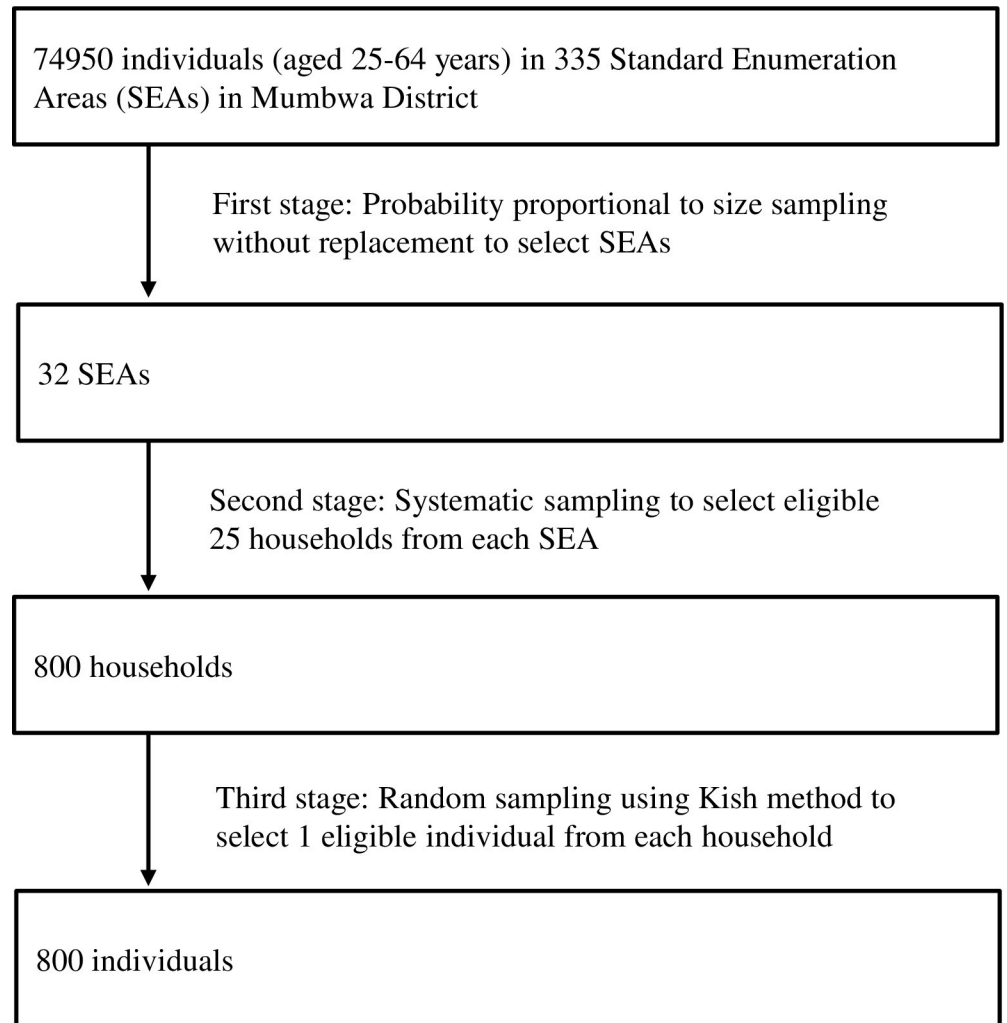 74950 individuals (aged 25-64 years) in 335 Standard Enumeration
Areas (SEAs) in Mumbwa District
First stage: Probability proportional to size sampling
without replacement to select SEAs
32 SEAs
Second stage: Systematic sampling to select eligible
25 households from each SEA
800 households
Third stage: Random sampling using Kish method to
select 1 eligible individual from each household
800 individuals